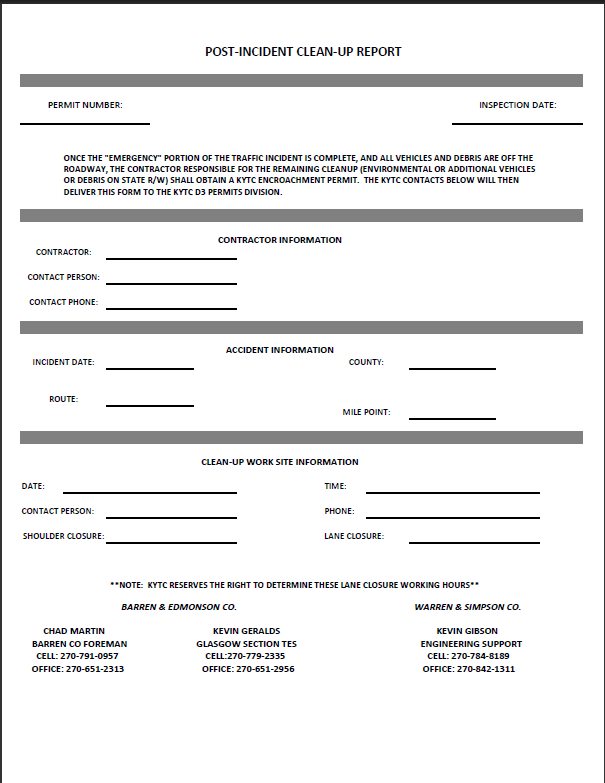 POST-INCIDENT CLEAN-UP REPORT
PERMIT NUMBER: INSPECTION DATE:
ONCE THE "EMERGENCY" PORTION OF THE TRAFFIC INCIDENT IS COMPLETE, AND ALL VEHICLES AND DEBRIS ARE OFF THE
ROADWAY, THE CONTRACTOR RESPONSIBLE FOR THE REMAINING CLEANUP (ENVIRONMENTAL OR ADDITIONAL VEHICLES
OR DEBRIS ON STATE R/W) SHALL OBTAIN A KYTC ENCROACHMENT PERMIT. THE KYTC CONTACTS BELOW WILL THEN
DELIVER THIS FORM TO THE KYTC D3 PERMITS DIVISION.
CONTRACTOR INFORMATION
CONTRACTOR:
CONTACT PERSON:
CONTACT PHONE:
ACCIDENT INFORMATION
INCIDENT DATE: COUNTY:
ROUTE:
MILE POINT:
CLEAN-UP WORK SITE INFORMATION
DATE: TIME:
CONTACT PERSON: PHONE:
SHOULDER CLOSURE: LANE CLOSURE:
**NOTE: KYTC RESERVES THE RIGHT TO DETERMINE THESE LANE CLOSURE WORKING HOURS**
BARREN & EDMONSON CO. WARREN & SIMPSON CO.
CHAD MARTIN KEVIN GERALDS KEVIN GIBSON
BARREN CO FOREMAN GLASGOW SECTION TES ENGINEERING SUPPORT
CELL: 270-791-0957 CELL:270-779-2335 CELL: 270-784-8189
OFFICE: 270-651-2313 OFFICE: 270-651-2956 OFFICE: 270-842-1311